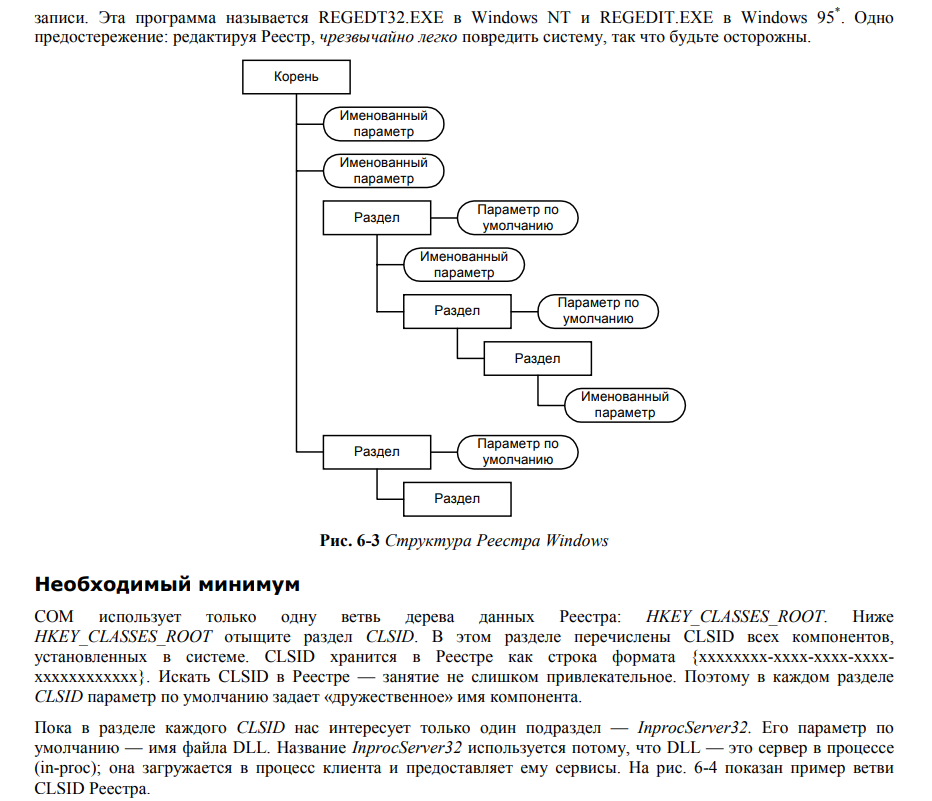 записи. Эта программа называется REGEDT32.EXE в Windows NT и REGEDIT.EXE в Windows 95*. Одно
предостережение: редактируя Реестр, чрезвычайно легко повредить систему, так что будьте осторожны.
Корень
Именованный
параметр
Именованный
параметр
Раздел
Параметр по
умолчанию
Именованный
параметр
Раздел
Параметр по
умолчанию
Раздел
Именованный
параметр
Раздел
Параметр по
умолчанию
Раздел
Рис. 6-3 Структура Реестра Windows
Необходимый минимум
COM использует только одну ветвь дерева данных Реестра: HKEY_CLASSES_ROOT. Ниже
HKEY_CLASSES_ROOT отыщите раздел CLSID. В этом разделе перечислены CLSID всех компонентов,
установленных в системе. CLSID хранится в Реестре как строка формата {xxxxxxxx-xxxx-xxxx-xxxx-
xxxxxxxxxxxx}. Искать CLSID в Реестре — занятие не слишком привлекательное. Поэтому в каждом разделе
CLSID параметр по умолчанию задает «дружественное» имя компонента.
Пока в разделе каждого CLSID нас интересует только один подраздел — InprocServer32. Его параметр по
умолчанию — имя файла DLL. Название InprocServer32 используется потому, что DLL — это сервер в процессе
(in-proc); она загружается в процесс клиента и предоставляет ему сервисы. На рис. 6-4 показан пример ветви
CLSID Реестра.